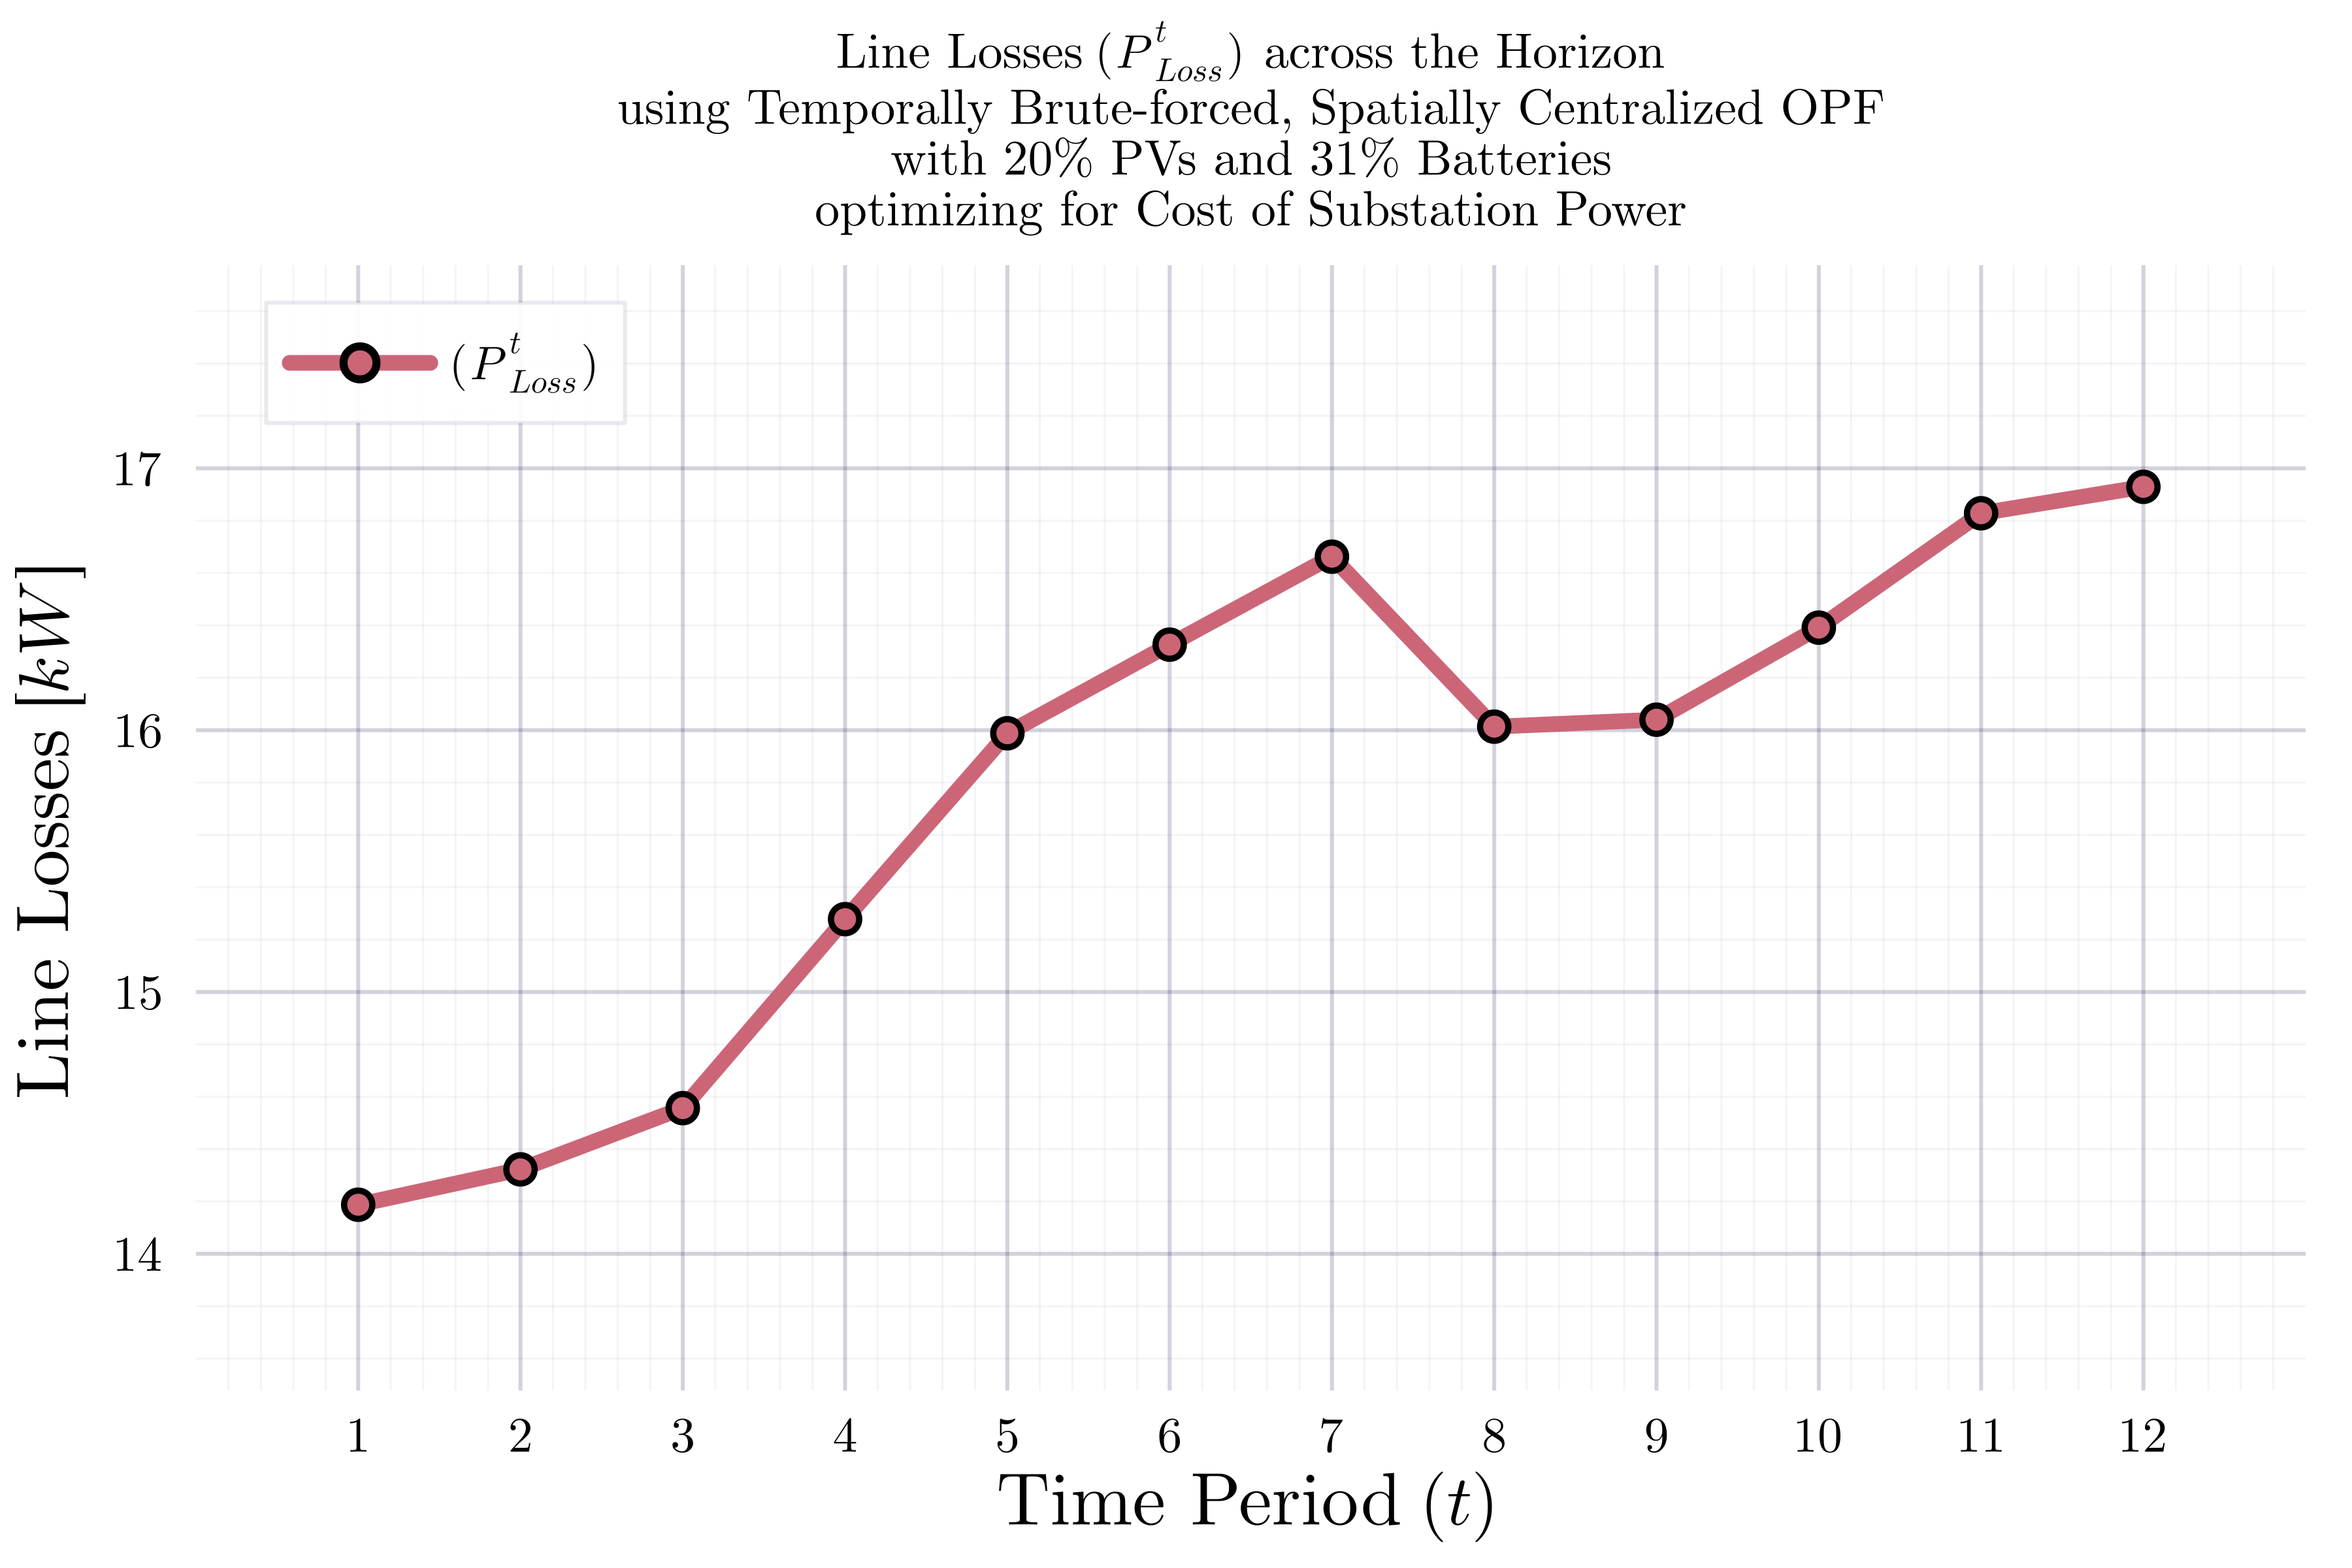 Line Losses (P^t_Loss) across the Horizon
using Temporally Brute-forced, Spatially Centralized OPF
with 20% PVs and 31% Batteries
optimizing for Cost of Substation Power
(P^t_Loss)
Line Losses [kW]
17
16
15
14
1 2 3 4 5 6 7 8 9 10 11 12
Time Period (t)